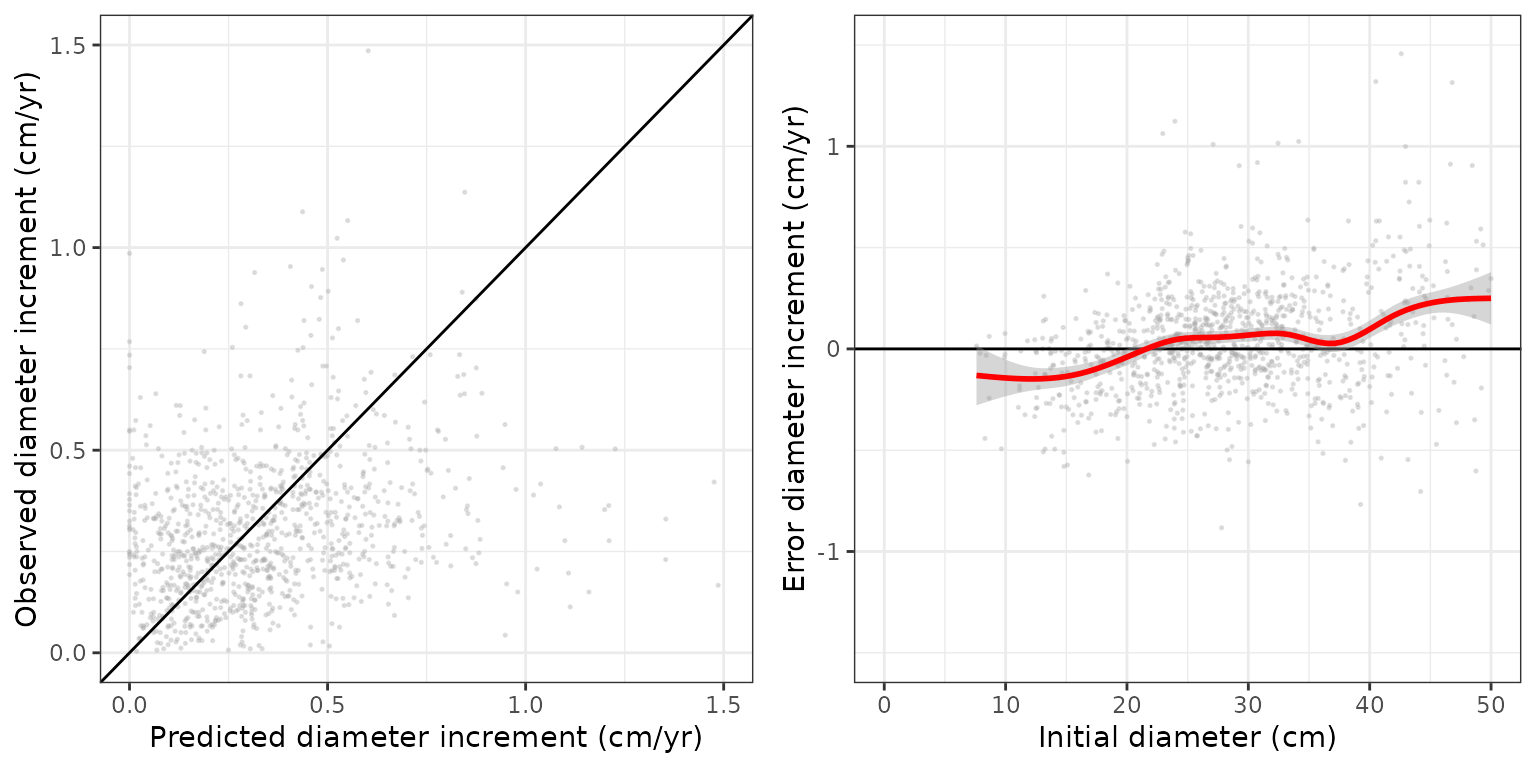 Observed diameter increment (cm/yr)
1.5
1.0
0.5
0.0
0.0 0.5 1.0 1.5
Predicted diameter increment (cm/yr)
Error diameter increment (cm/yr)
1
0
-1
0 10 20 30 40 50
Initial diameter (cm)